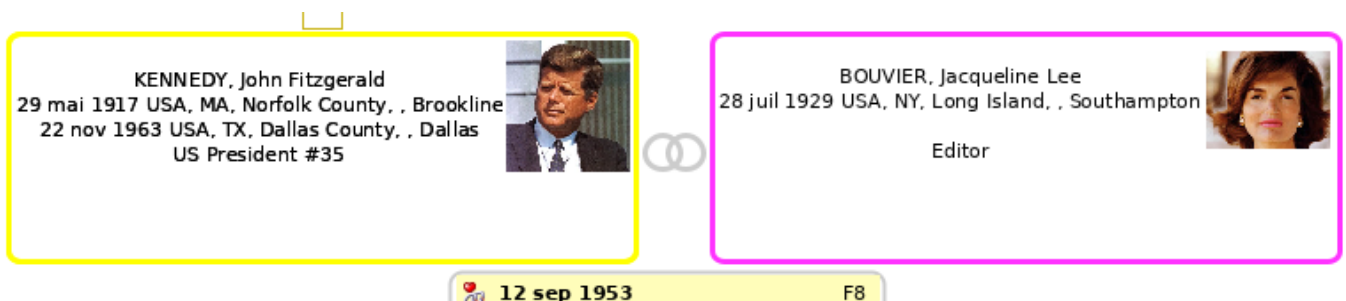 KENNEDY, John Fitzgerald
29 mai 1917 USA, MA, Norfolk County, , Brookline
22 nov 1963 USA, TX, Dallas County, , Dallas
US President #35
BOUVIER, Jacqueline Lee
28 juil 1929 USA, NY, Long Island, , Southampton
Editor
12 sep 1953 F8